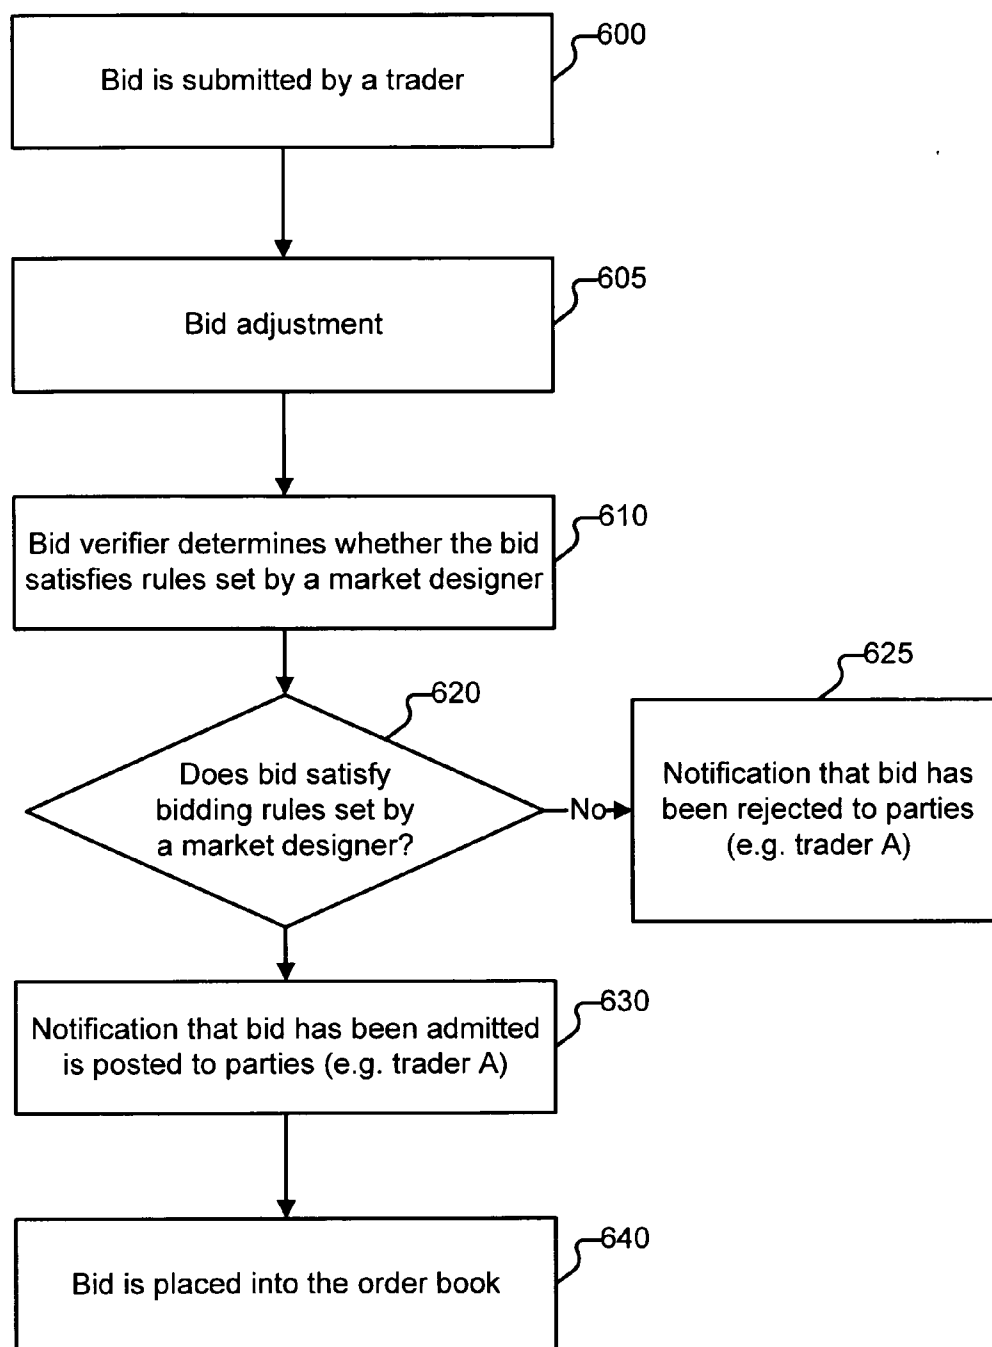 600
Bid is submitted by a trader
605
Bid adjustment
610
Bid verifier determines whether the bid
satisfies rules set by a market designer
620
Does bid satisfy
bidding rules set by
a market designer?
No
625
Notification that bid has
been rejected to parties
(e.g. trader A)
630
Notification that bid has been admitted
is posted to parties (e.g. trader A)
640
Bid is placed into the order book